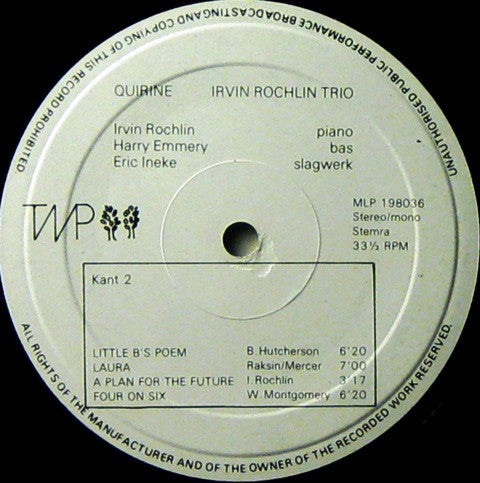 UNAUTHORISED PUBLIC PERFORMANCE BROADCASTING AND COPYING OF THIS RECORD PROHIBITED
QUIRINE IRVIN ROCHLIN TRIO
Irvin Rochlin piano
Harry Emmery bas
Eric Ineke slagwerk
TWP
MLP 198036
Stereo/mono
Stemra
33⅓ RPM
Kant 2
LITTLE B'S POEM B. Hutcherson 6'20
LAURA Raksin/Mercer 7'00
A PLAN FOR THE FUTURE I. Rochlin 3'17
FOUR ON SIX W. Montgomery 6'20
ALL RIGHTS OF THE MANUFACTURER AND OF THE OWNER OF THE RECORDED WORK RESERVED.